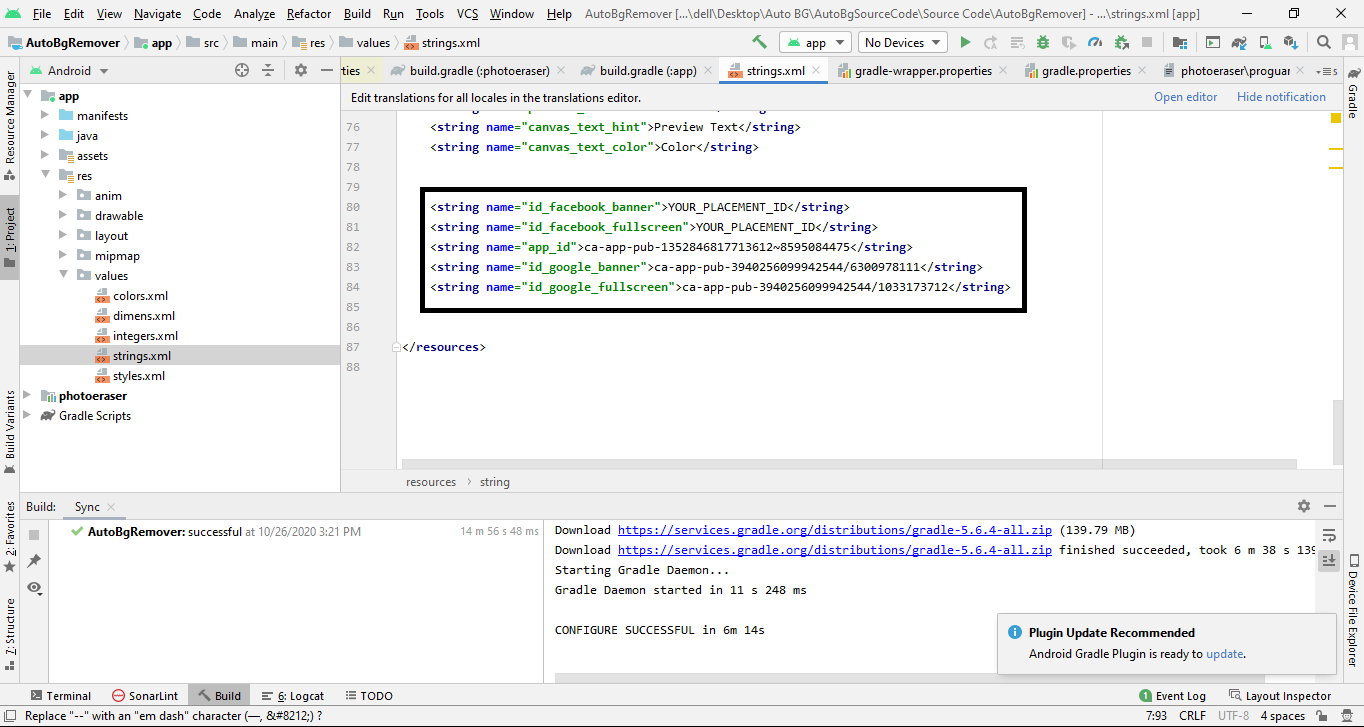 File Edit View Navigate Code Analyze Refactor Build Run Tools VCS Window Help AutoBgRemover [...\dell\Desktop\Auto BG\AutoBgSourceCode\Source Code\AutoBgRemover] - ...\strings.xml [app]
AutoBgRemover app src main res values strings.xml app No Devices
Android ties build.gradle (:photoeraser) build.gradle (:app) strings.xml gradle-wrapper.properties gradle.properties photoeraser\proguar
Edit translations for all locales in the translations editor. Open editor Hide notification
Resource Manager
1: Project
Build Variants
2: Favorites
7: Structure
app
manifests
java
assets
res
anim
drawable
layout
mipmap
values
colors.xml
dimens.xml
integers.xml
strings.xml
styles.xml
photoeraser
Gradle Scripts
76 <string name="canvas_text_hint">Preview Text</string>
77 <string name="canvas_text_color">Color</string>
78
79
80 <string name="id_facebook_banner">YOUR_PLACEMENT_ID</string>
81 <string name="id_facebook_fullscreen">YOUR_PLACEMENT_ID</string>
82 <string name="app_id">ca-app-pub-1352846817713612~8595084475</string>
83 <string name="id_google_banner">ca-app-pub-3940256099942544/6300978111</string>
84 <string name="id_google_fullscreen">ca-app-pub-3940256099942544/1033173712</string>
85
86
87 </resources>
88
resources › string
Gradle
Device File Explorer
Build: Sync
AutoBgRemover: successful at 10/26/2020 3:21 PM 14 m 56 s 48 ms
Download https://services.gradle.org/distributions/gradle-5.6.4-all.zip (139.79 MB)
Download https://services.gradle.org/distributions/gradle-5.6.4-all.zip finished succeeded, took 6 m 38 s 139
Starting Gradle Daemon...
Gradle Daemon started in 11 s 248 ms
CONFIGURE SUCCESSFUL in 6m 14s
Plugin Update Recommended
Android Gradle Plugin is ready to update.
Terminal SonarLint Build 6: Logcat TODO 1 Event Log Layout Inspector
Replace "--" with an "em dash" character (—, &#8212;) ? 7:93 CRLF UTF-8 4 spaces